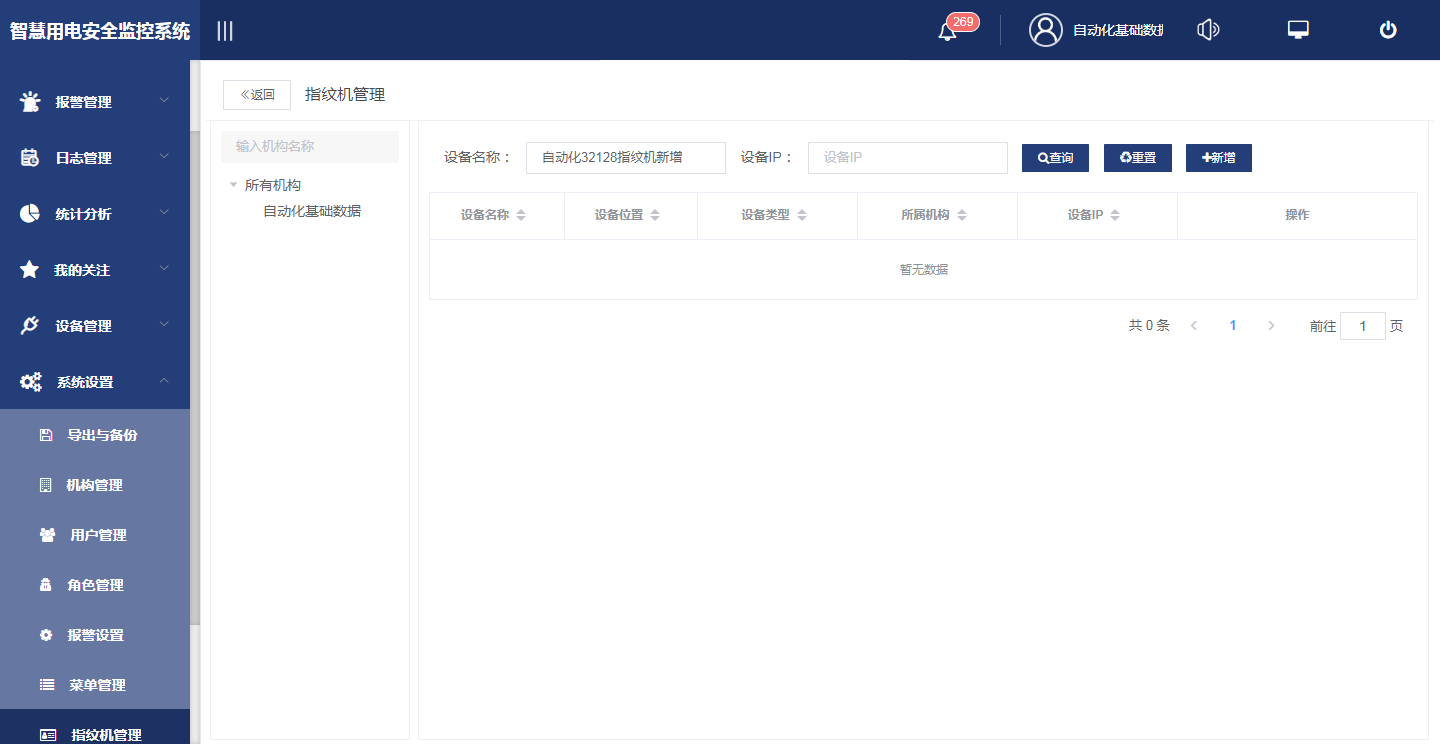 智慧用电安全监控系统
269
自动化基础数据
报警管理
日志管理
统计分析
我的关注
设备管理
系统设置
导出与备份
机构管理
用户管理
角色管理
报警设置
菜单管理
指纹机管理
返回 指纹机管理
输入机构名称
所有机构
自动化基础数据
设备名称： 自动化32128指纹机新增 设备IP： 设备IP 查询 重置 新增
设备名称 设备位置 设备类型 所属机构 设备IP 操作
暂无数据
共 0 条 1 前往 1 页